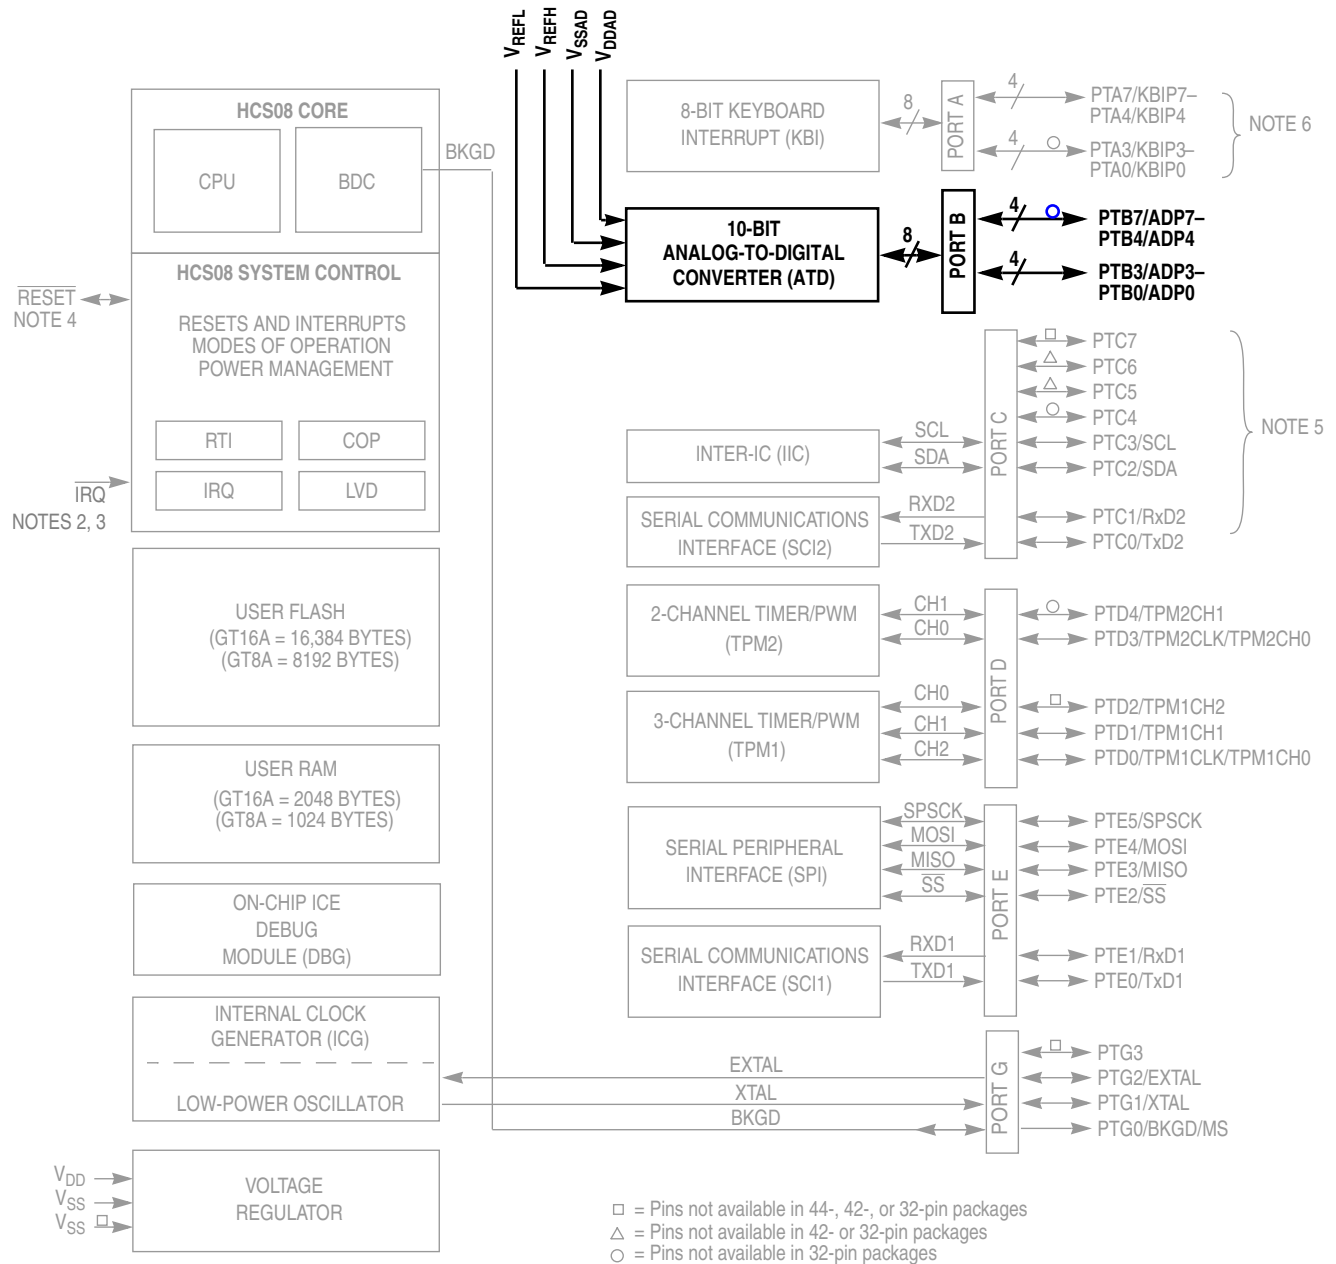 VREFL
VREFH
VSSAD
VDDAD
HCS08 CORE
CPU
BDC
BKGD
HCS08 SYSTEM CONTROL
RESET
NOTE 4
RESETS AND INTERRUPTS
MODES OF OPERATION
POWER MANAGEMENT
RTI
COP
IRQ
LVD
IRQ
NOTES 2, 3
USER FLASH
(GT16A = 16,384 BYTES)
(GT8A = 8192 BYTES)
USER RAM
(GT16A = 2048 BYTES)
(GT8A = 1024 BYTES)
ON-CHIP ICE
DEBUG
MODULE (DBG)
INTERNAL CLOCK
GENERATOR (ICG)
LOW-POWER OSCILLATOR
VDD
VSS
VSS
VOLTAGE
REGULATOR
8-BIT KEYBOARD
INTERRUPT (KBI)
8
PORT A
4
PTA7/KBIP7–
PTA4/KBIP4
4
PTA3/KBIP3–
PTA0/KBIP0
NOTE 6
10-BIT
ANALOG-TO-DIGITAL
CONVERTER (ATD)
8
PORT B
4
PTB7/ADP7–
PTB4/ADP4
4
PTB3/ADP3–
PTB0/ADP0
INTER-IC (IIC)
SCL
SDA
SERIAL COMMUNICATIONS
INTERFACE (SCI2)
RXD2
TXD2
PORT C
PTC7
PTC6
PTC5
PTC4
PTC3/SCL
PTC2/SDA
PTC1/RxD2
PTC0/TxD2
NOTE 5
2-CHANNEL TIMER/PWM
(TPM2)
CH1
CH0
3-CHANNEL TIMER/PWM
(TPM1)
CH0
CH1
CH2
PORT D
PTD4/TPM2CH1
PTD3/TPM2CLK/TPM2CH0
PTD2/TPM1CH2
PTD1/TPM1CH1
PTD0/TPM1CLK/TPM1CH0
SERIAL PERIPHERAL
INTERFACE (SPI)
SPSCK
MOSI
MISO
SS
SERIAL COMMUNICATIONS
INTERFACE (SCI1)
RXD1
TXD1
PORT E
PTE5/SPSCK
PTE4/MOSI
PTE3/MISO
PTE2/SS
PTE1/RxD1
PTE0/TxD1
EXTAL
XTAL
BKGD
PORT G
PTG3
PTG2/EXTAL
PTG1/XTAL
PTG0/BKGD/MS
= Pins not available in 44-, 42-, or 32-pin packages
= Pins not available in 42- or 32-pin packages
= Pins not available in 32-pin packages